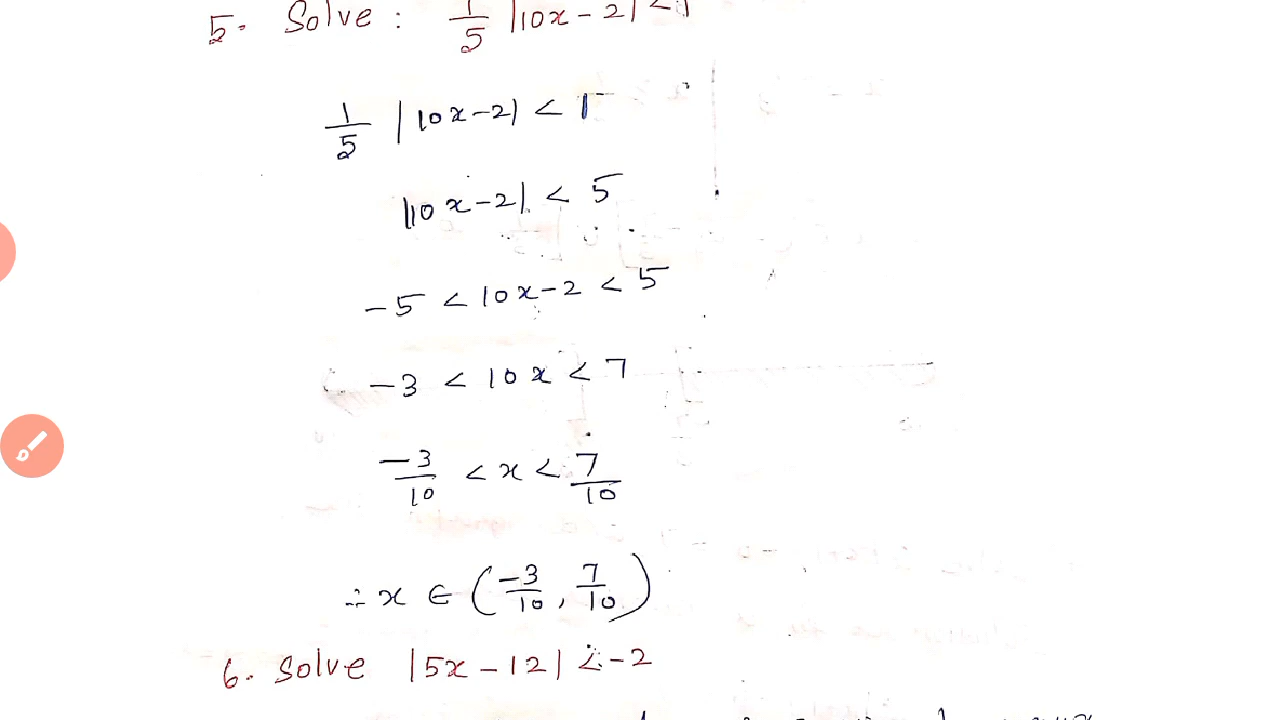 5. Solve : 1/5 |10x-2| < 1
1/5 |10x-2| < 1
|10x-2| < 5
-5 < 10x-2 < 5
-3 < 10x < 7
-3/10 < x < 7/10
∴ x ∈ (-3/10, 7/10)
6. Solve |5x-12| < -2